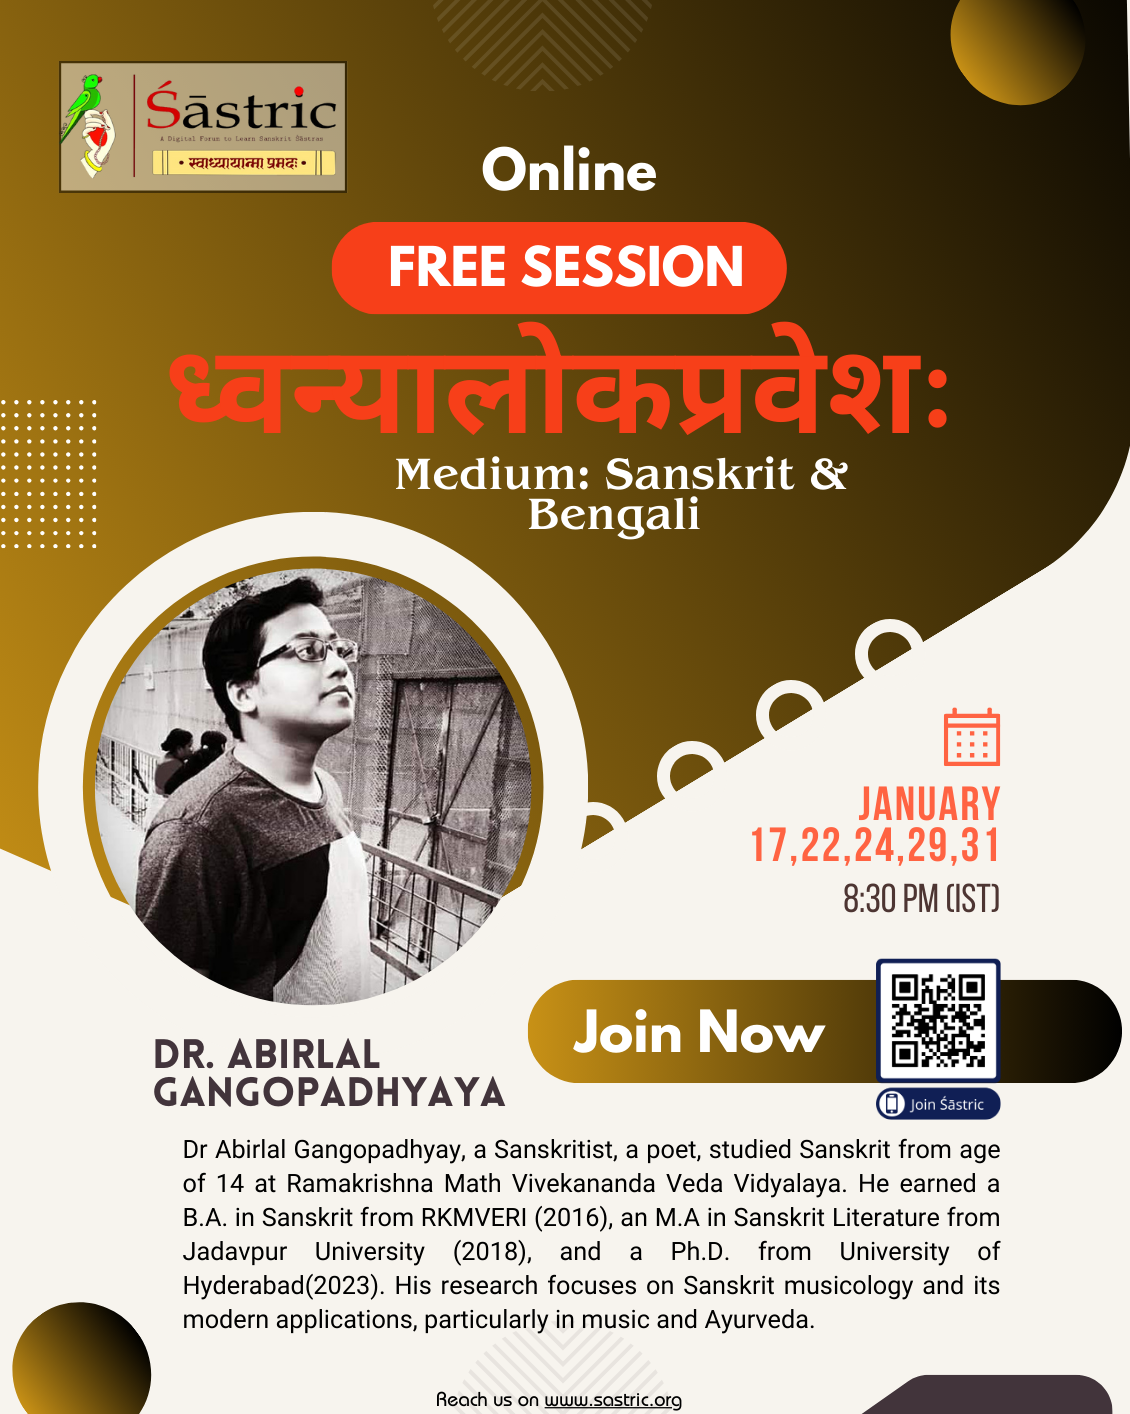 Śāstric
A Digital Forum to Learn Sanskrit Śāstras
स्वाध्यायान्मा प्रमदः
Online
FREE SESSION
ध्वन्यालोकप्रवेशः
Medium: Sanskrit &
Bengali
JANUARY
17,22,24,29,31
8:30 PM (IST)
Join Now
Join Śāstric
DR. ABIRLAL
GANGOPADHYAYA
Dr Abirlal Gangopadhyay, a Sanskritist, a poet, studied Sanskrit from age
of 14 at Ramakrishna Math Vivekananda Veda Vidyalaya. He earned a
B.A. in Sanskrit from RKMVERI (2016), an M.A in Sanskrit Literature from
Jadavpur University (2018), and a Ph.D. from University of
Hyderabad(2023). His research focuses on Sanskrit musicology and its
modern applications, particularly in music and Ayurveda.
Reach us on www.sastric.org